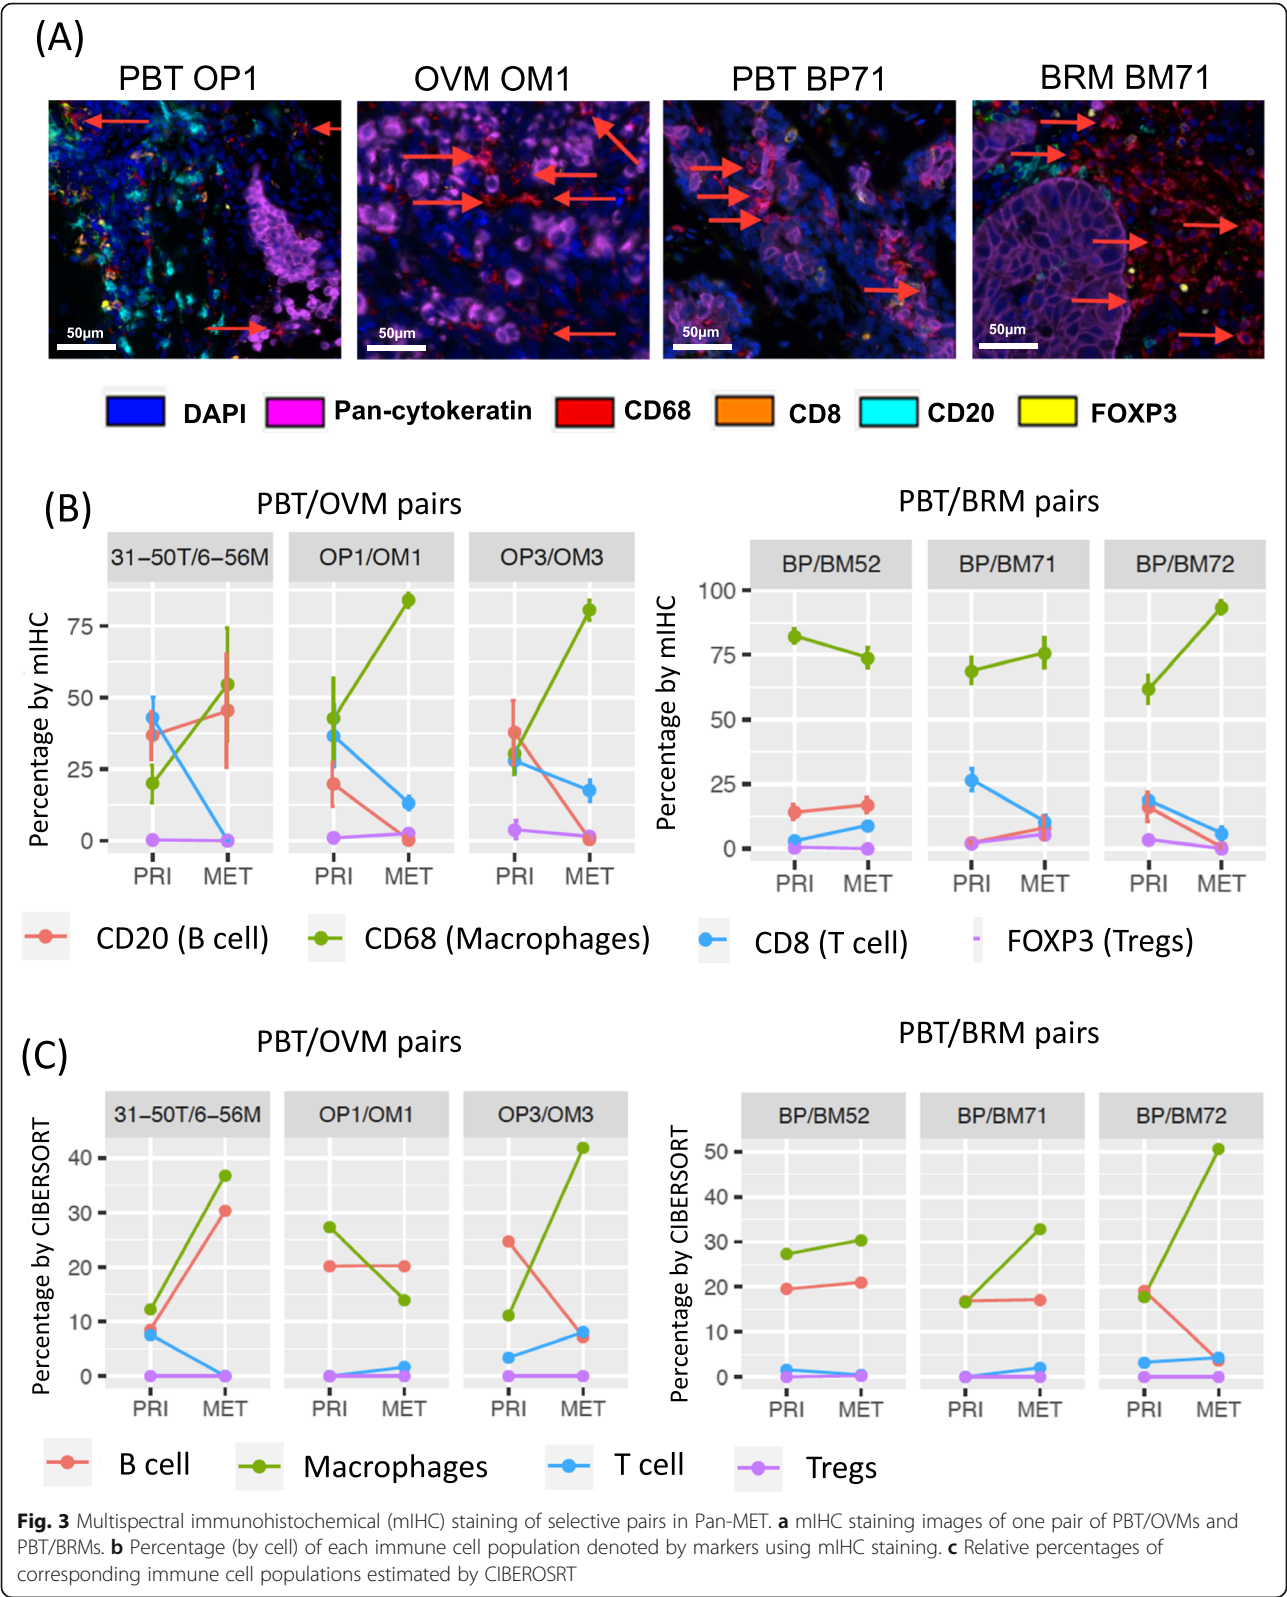 (A)
PBT OP1 OVM OM1 PBT BP71 BRM BM71
50µm 50µm 50µm 50µm
DAPI Pan-cytokeratin CD68 CD8 CD20 FOXP3
(B) PBT/OVM pairs PBT/BRM pairs
31–50T/6–56M OP1/OM1 OP3/OM3 BP/BM52 BP/BM71 BP/BM72
Percentage by mIHC
75
50
25
0
PRI MET PRI MET PRI MET
Percentage by mIHC
100
75
50
25
0
PRI MET PRI MET PRI MET
CD20 (B cell) CD68 (Macrophages) CD8 (T cell) FOXP3 (Tregs)
(C) PBT/OVM pairs PBT/BRM pairs
31–50T/6–56M OP1/OM1 OP3/OM3 BP/BM52 BP/BM71 BP/BM72
Percentage by CIBERSORT
40
30
20
10
0
PRI MET PRI MET PRI MET
Percentage by CIBERSORT
50
40
30
20
10
0
PRI MET PRI MET PRI MET
B cell Macrophages T cell Tregs
Fig. 3 Multispectral immunohistochemical (mIHC) staining of selective pairs in Pan-MET. a mIHC staining images of one pair of PBT/OVMs and
PBT/BRMs. b Percentage (by cell) of each immune cell population denoted by markers using mIHC staining. c Relative percentages of
corresponding immune cell populations estimated by CIBEROSRT